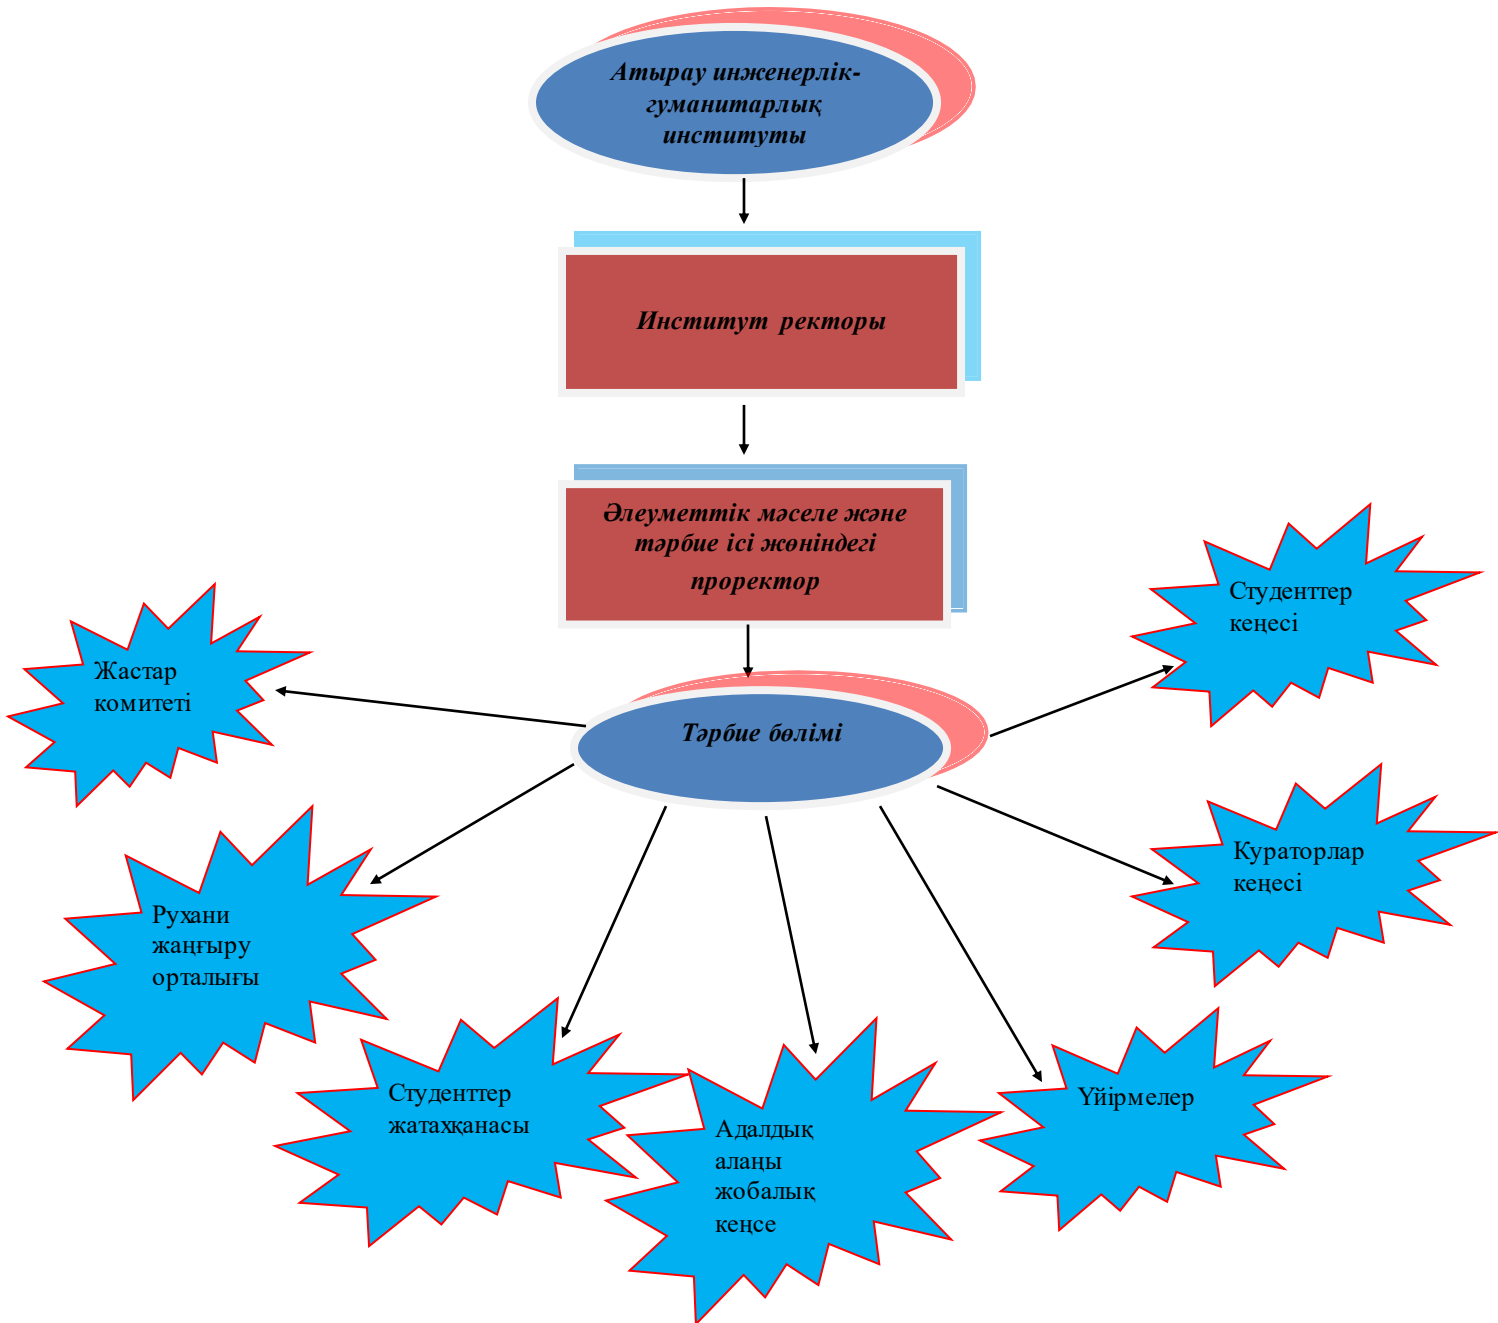 Атырау инженерлік-
гуманитарлық
институты
Институт ректоры
Әлеуметтік мәселе және
тәрбие ісі жөніндегі
проректор
Студенттер
кеңесі
Жастар
комитеті
Тәрбие бөлімі
Кураторлар
кеңесі
Рухани
жаңғыру
орталығы
Студенттер
жатахқанасы
Адалдық
алаңы
жобалық
кеңсе
Үйірмелер